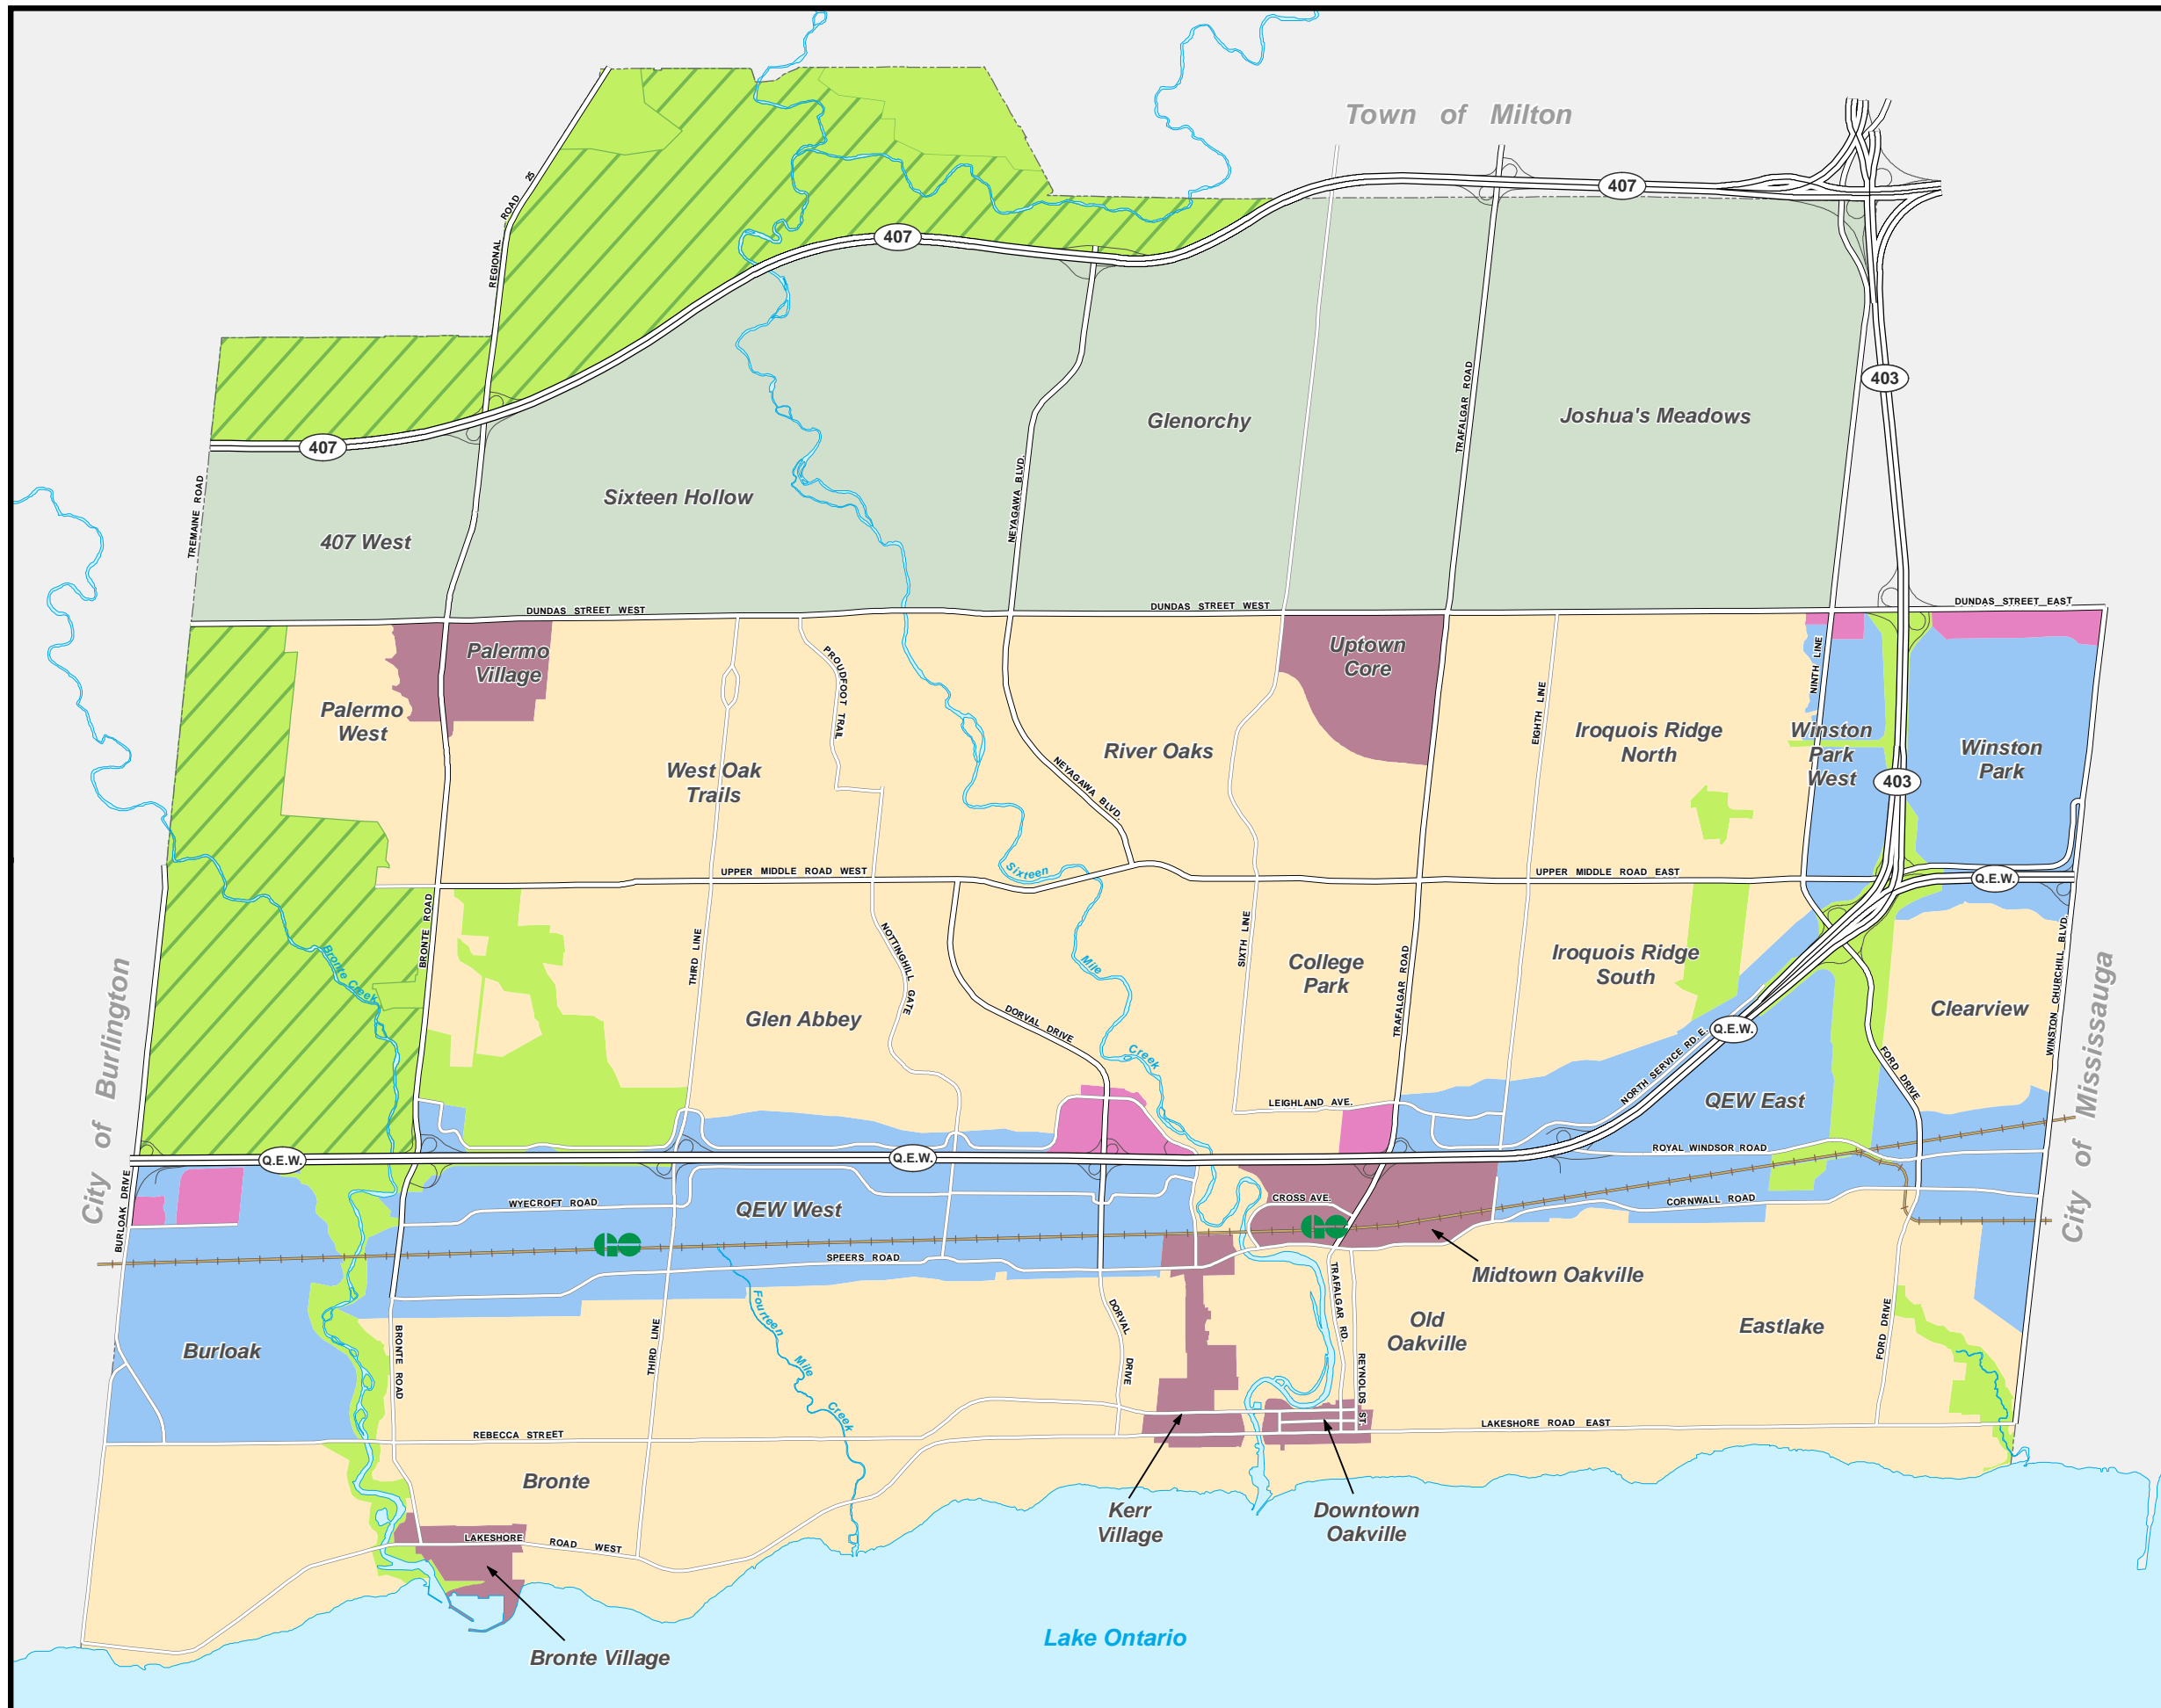 Town of Milton
407
REGIONAL ROAD 25
407
403
TRAFALGAR ROAD
Glenorchy
Joshua's Meadows
407
TREMAINE ROAD
Sixteen Hollow
NEYAGAWA BLVD.
407 West
DUNDAS STREET WEST
DUNDAS STREET WEST
DUNDAS STREET EAST
Palermo
Village
Uptown
Core
PROUDFOOT TRAIL
NINTH LINE
EIGHTH LINE
Palermo
West
West Oak
Trails
River Oaks
NEYAGAWA BLVD.
Iroquois Ridge
North
Winston
Park
West
Winston
Park
403
UPPER MIDDLE ROAD WEST
Sixteen
UPPER MIDDLE ROAD EAST
Q.E.W.
BRONTE ROAD
THIRD LINE
NOTTINGHILL GATE
SIXTH LINE
TRAFALGAR ROAD
WINSTON CHURCHILL BLVD.
Bronte Creek
City of Burlington
Mile
College
Park
Iroquois Ridge
South
Clearview
City of Mississauga
Glen Abbey
DORVAL DRIVE
Creek
Q.E.W.
NORTH SERVICE RD. E.
FORD DRIVE
QEW East
LEIGHLAND AVE.
ROYAL WINDSOR ROAD
Q.E.W.
Q.E.W.
BURLOAK DRIVE
WYECROFT ROAD
QEW West
CROSS AVE.
CORNWALL ROAD
GO
GO
SPEERS ROAD
Midtown Oakville
Fourteen
Mile
Creek
TRAFALGAR RD.
Old
Oakville
Eastlake
FORD DRIVE
Burloak
BRONTE ROAD
THIRD LINE
DORVAL DRIVE
REYNOLDS ST.
LAKESHORE ROAD EAST
REBECCA STREET
Bronte
Kerr
Village
Downtown
Oakville
LAKESHORE ROAD WEST
Bronte Village
Lake Ontario